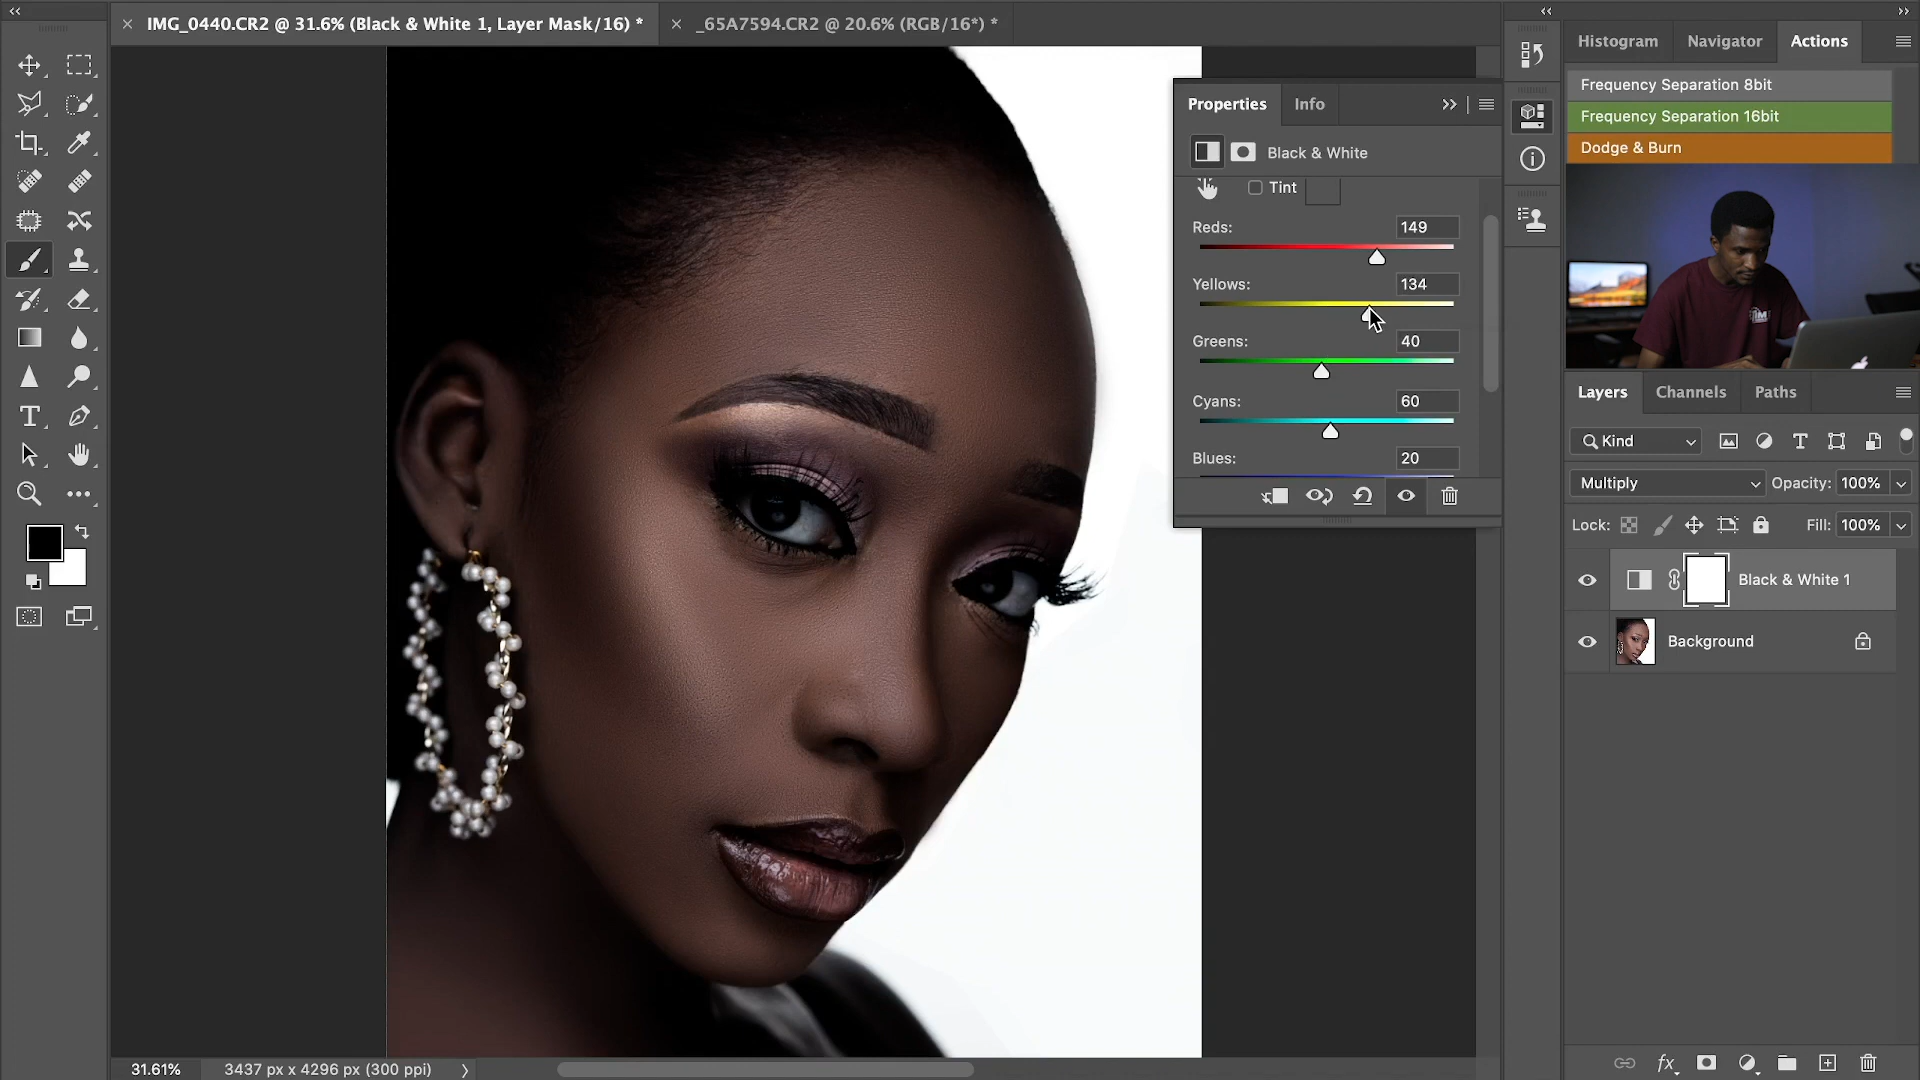 IMG_0440.CR2 @ 31.6% (Black & White 1, Layer Mask/16) *
_65A7594.CR2 @ 20.6% (RGB/16*) *
Histogram
Navigator
Actions
Frequency Separation 8bit
Frequency Separation 16bit
Dodge & Burn
Properties
Info
Black & White
Tint
Reds: 149
Yellows: 134
Greens: 40
Cyans: 60
Blues: 20
Layers
Channels
Paths
Kind
Multiply
Opacity: 100%
Lock:
Fill: 100%
Black & White 1
Background
31.61%
3437 px x 4296 px (300 ppi)